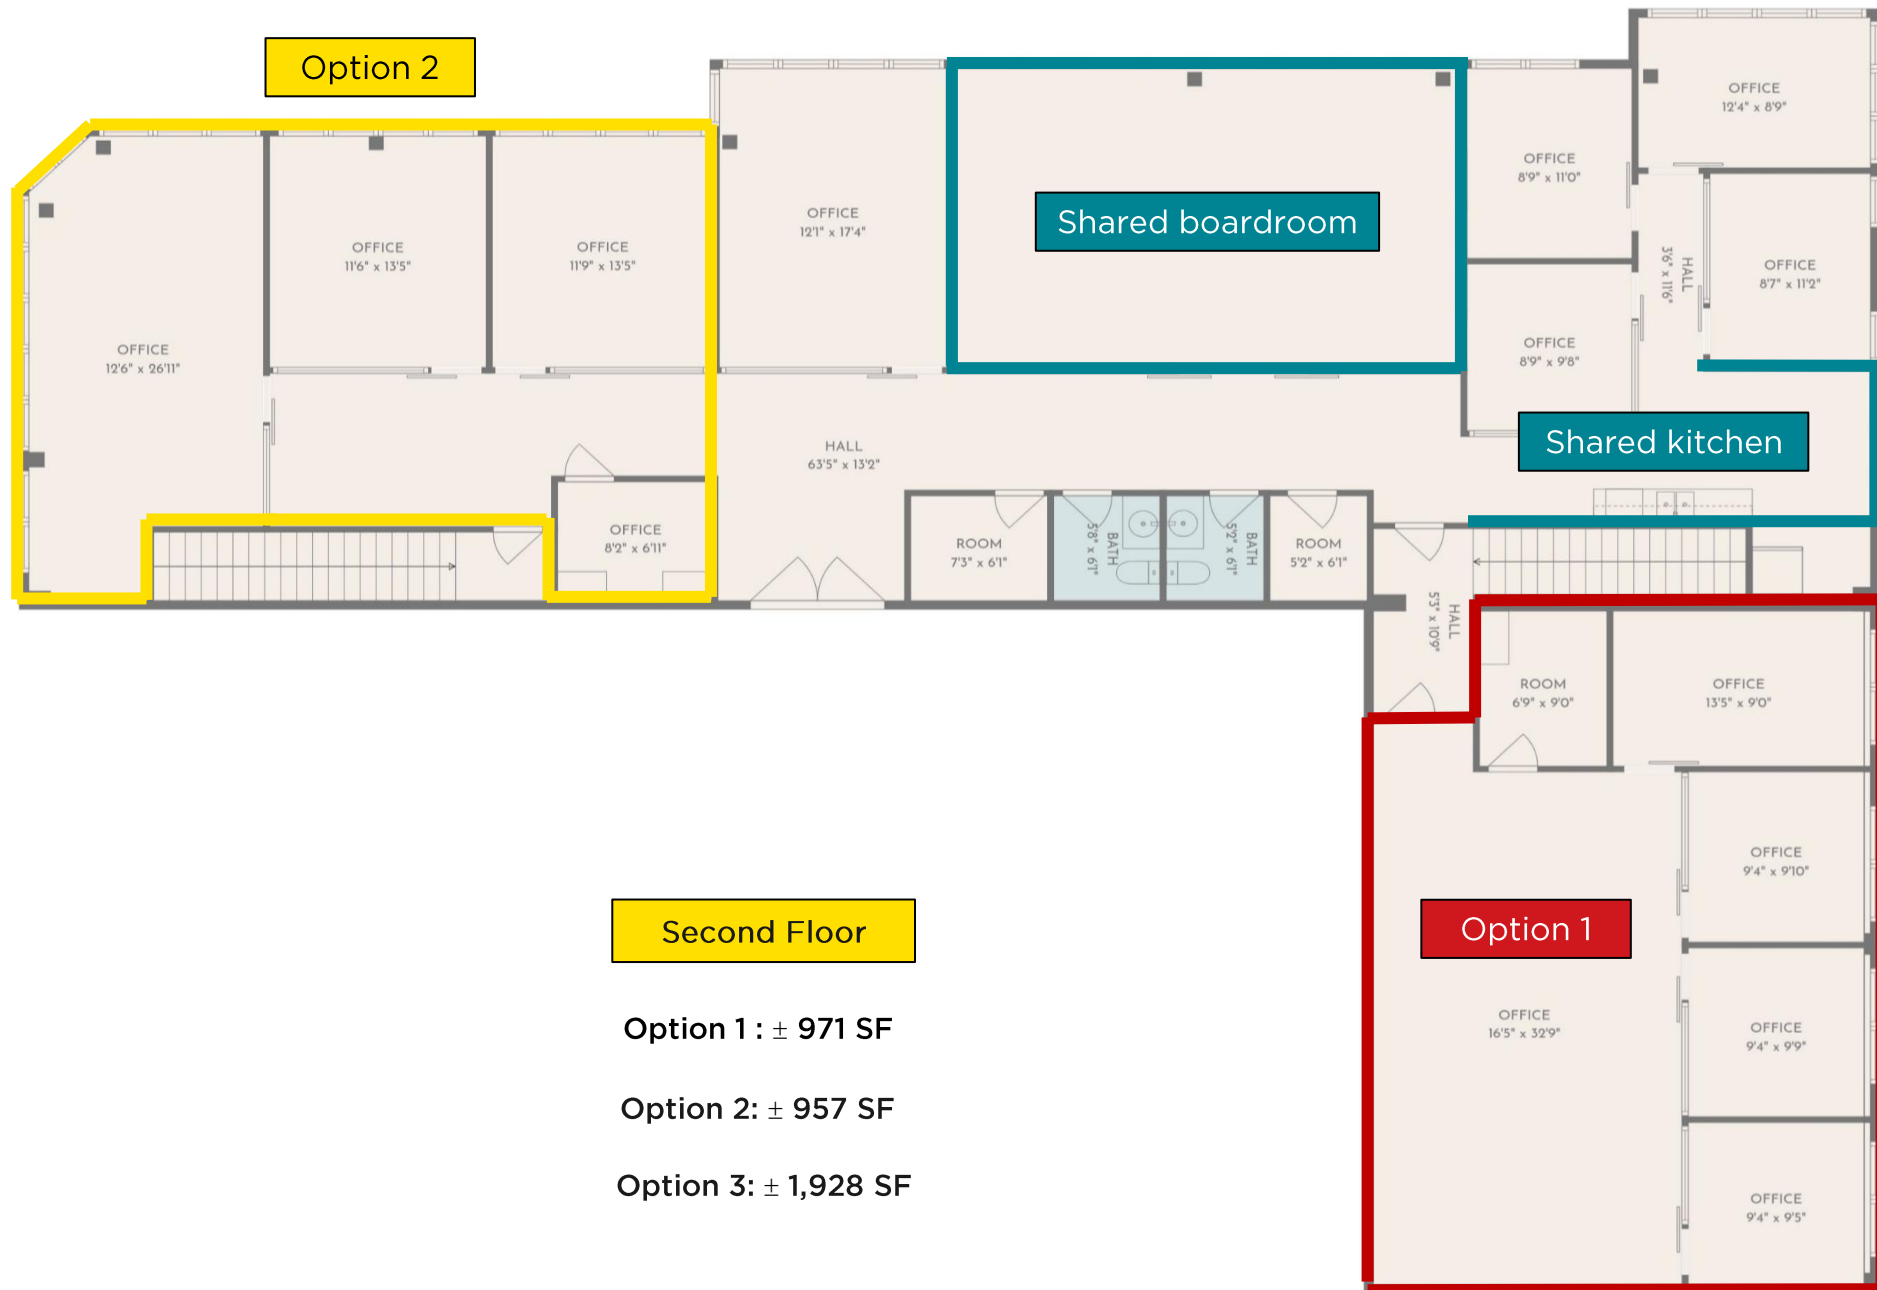 Option 2
OFFICE
12'4" x 8'9"
OFFICE
8'9" x 11'0"
OFFICE
12'1" x 17'4"
Shared boardroom
OFFICE
11'6" x 13'5"
OFFICE
11'9" x 13'5"
HALL
3'6" x 11'6"
OFFICE
8'7" x 11'2"
OFFICE
12'6" x 26'11"
OFFICE
8'9" x 9'8"
HALL
63'5" x 13'2"
Shared kitchen
OFFICE
8'2" x 6'11"
ROOM
7'3" x 6'1"
BATH
5'8" x 6'1"
BATH
5'2" x 6'1"
ROOM
5'2" x 6'1"
HALL
5'3" x 10'9"
ROOM
6'9" x 9'0"
OFFICE
13'5" x 9'0"
OFFICE
9'4" x 9'10"
Second Floor
Option 1
OFFICE
16'5" x 32'9"
OFFICE
9'4" x 9'9"
Option 1 : ± 971 SF
Option 2: ± 957 SF
Option 3: ± 1,928 SF
OFFICE
9'4" x 9'5"